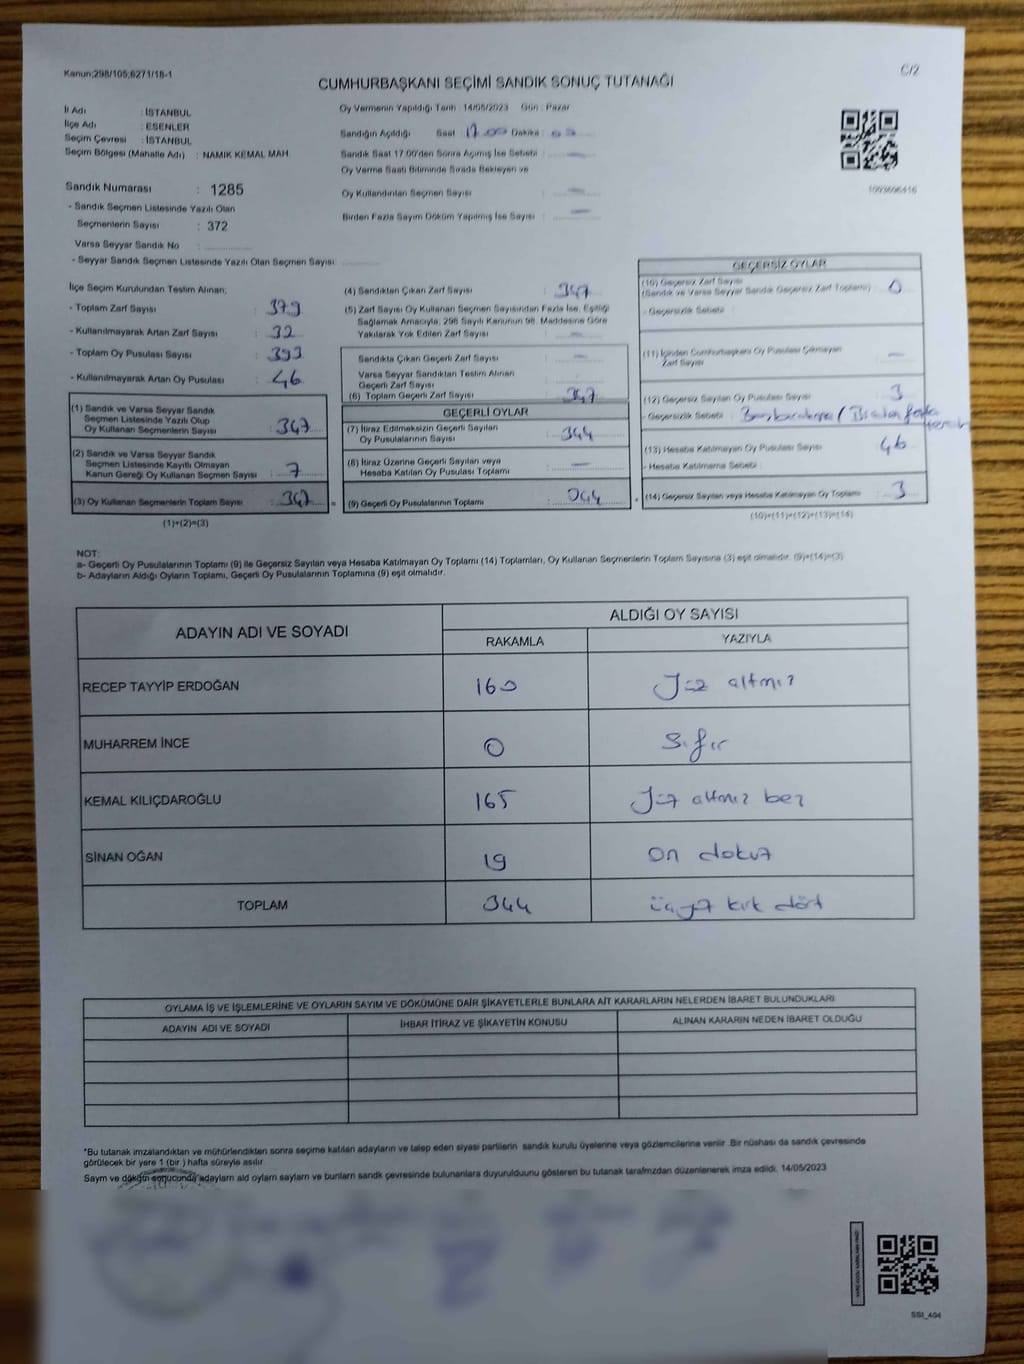 Kanun;298/105;6271/18-1
C/2
CUMHURBAŞKANI SEÇİMİ SANDIK SONUÇ TUTANAĞI
İl Adı : İSTANBUL
İlçe Adı : ESENLER
Seçim Çevresi : İSTANBUL
Seçim Bölgesi (Mahalle Adı) : NAMIK KEMAL MAH.
Sandık Numarası : 1285
- Sandık Seçmen Listesinde Yazılı Olan
Seçmenlerin Sayısı : 372
Varsa Seyyar Sandık No :
- Seyyar Sandık Seçmen Listesinde Yazılı Olan Seçmen Sayısı:
Oy Vermenin Yapıldığı Tarih : 14/05/2023 Gün : Pazar
Sandığın Açıldığı Saat : 17.00 Dakika :
Sandık Saat 17:00'den Sonra Açılmış İse Sebebi :
Oy Verme Saati Bitiminde Sırada Bekleyen ve
Oy Kullandırılan Seçmen Sayısı :
Birden Fazla Sayım Döküm Yapılmış İse Sayısı :
1003696416
İlçe Seçim Kurulundan Teslim Alınan;
- Toplam Zarf Sayısı : 379
- Kullanılmayarak Artan Zarf Sayısı : 32
- Toplam Oy Pusulası Sayısı : 393
- Kullanılmayarak Artan Oy Pusulası : 46
(1) Sandık ve Varsa Seyyar Sandık
Seçmen Listesinde Yazılı Olup
Oy Kullanan Seçmenlerin Sayısı : 347
(2) Sandık ve Varsa Seyyar Sandık
Seçmen Listesinde Kayıtlı Olmayan
Kanun Gereği Oy Kullanan Seçmen Sayısı : 7
(3) Oy Kullanan Seçmenlerin Toplam Sayısı : 347
(1)+(2)=(3)
(4) Sandıktan Çıkan Zarf Sayısı : 347
(5) Zarf Sayısı Oy Kullanan Seçmen Sayısından Fazla İse, Eşitliği
Sağlamak Amacıyla, 298 Sayılı Kanunun 98. Maddesine Göre
Yakılarak Yok Edilen Zarf Sayısı :
Sandıkta Çıkan Geçerli Zarf Sayısı :
Varsa Seyyar Sandıktan Teslim Alınan
Geçerli Zarf Sayısı :
(6) Toplam Geçerli Zarf Sayısı : 347
GEÇERLİ OYLAR
(7) İtiraz Edilmeksizin Geçerli Sayılan
Oy Pusulalarının Sayısı : 344
(8) İtiraz Üzerine Geçerli Sayılan veya
Hesaba Katılan Oy Pusulası Toplamı :
(9) Geçerli Oy Pusulalarının Toplamı : 344
GEÇERSİZ OYLAR
(10) Geçersiz Zarf Sayısı
(Sandık ve Varsa Seyyar Sandık Geçersiz Zarf Toplamı) : 0
- Geçersizlik Sebebi :
(11) İçinden Cumhurbaşkanı Oy Pusulası Çıkmayan
Zarf Sayısı :
(12) Geçersiz Sayılan Oy Pusulası Sayısı : 3
- Geçersizlik Sebebi : / Birden fazla
(13) Hesaba Katılmayan Oy Pusulası Sayısı : 46
- Hesaba Katılmama Sebebi :
(14) Geçersiz Sayılan veya Hesaba Katılmayan Oy Toplamı : 3
(10)+(11)+(12)+(13)=(14)
NOT:
a- Geçerli Oy Pusulalarının Toplamı (9) ile Geçersiz Sayılan veya Hesaba Katılmayan Oy Toplamı (14) Toplamları, Oy Kullanan Seçmenlerin Toplam Sayısına (3) eşit olmalıdır. (9)+(14)=(3)
b- Adayların Aldığı Oyların Toplamı, Geçerli Oy Pusulalarının Toplamına (9) eşit olmalıdır.
ADAYIN ADI VE SOYADI
ALDIĞI OY SAYISI
RAKAMLA YAZIYLA
RECEP TAYYİP ERDOĞAN 160 Yüz altmış
MUHARREM İNCE 0 Sıfır
KEMAL KILIÇDAROĞLU 165 Yüz altmış beş
SİNAN OĞAN 19 On dokuz
TOPLAM 344 üçyüz kırk dört
OYLAMA İŞ VE İŞLEMLERİNE VE OYLARIN SAYIM VE DÖKÜMÜNE DAİR ŞİKAYETLERLE BUNLARA AİT KARARLARIN NELERDEN İBARET BULUNDUKLARI
ADAYIN ADI VE SOYADI İHBAR İTİRAZ VE ŞİKAYETİN KONUSU ALINAN KARARIN NEDEN İBARET OLDUĞU
*Bu tutanak imzalandıktan ve mühürlendikten sonra seçime katılan adayların ve talep eden siyasi partilerin sandık kurulu üyelerine veya gözlemcilerine verilir .Bir nüshası da sandık çevresinde
görülecek bir yere 1 (bir ) hafta süreyle asılır
Saym ve döküm sonucunda adayların ald oylarn sayları ve bunlarn sandk çevresinde bulunanlara duyurulduunu gösteren bu tutanak tarafmzdan düzenlenerek imza edildi. 14/05/2023
SSI_404